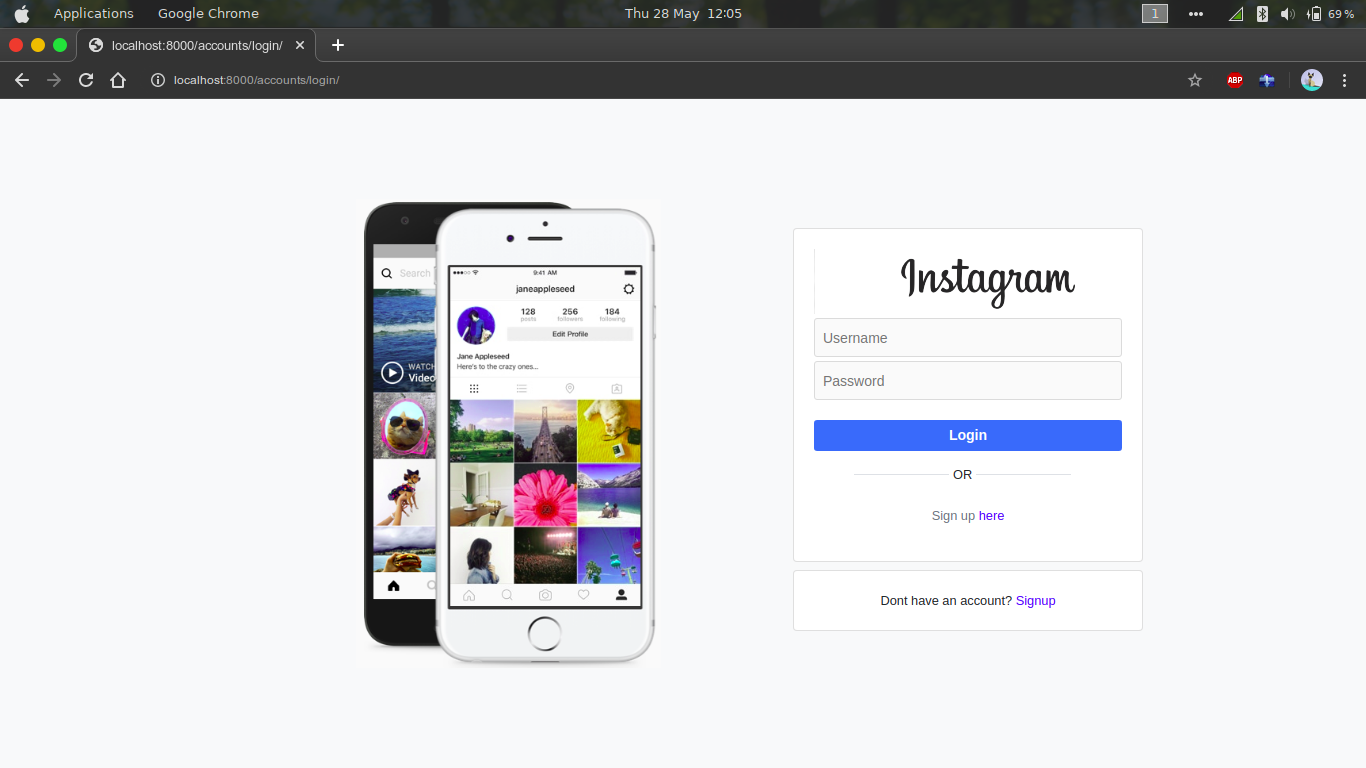 Applications Google Chrome Thu 28 May 12:05 1 69 %
localhost:8000/accounts/login/
localhost:8000/accounts/login/
ABP
Search
WATCH
Video
9:41 AM
janeappleseed
128 256 184
posts followers following
Edit Profile
Jane Appleseed
Here's to the crazy ones...
Instagram
Username
Password
Login
OR
Sign up here
Dont have an account? Signup